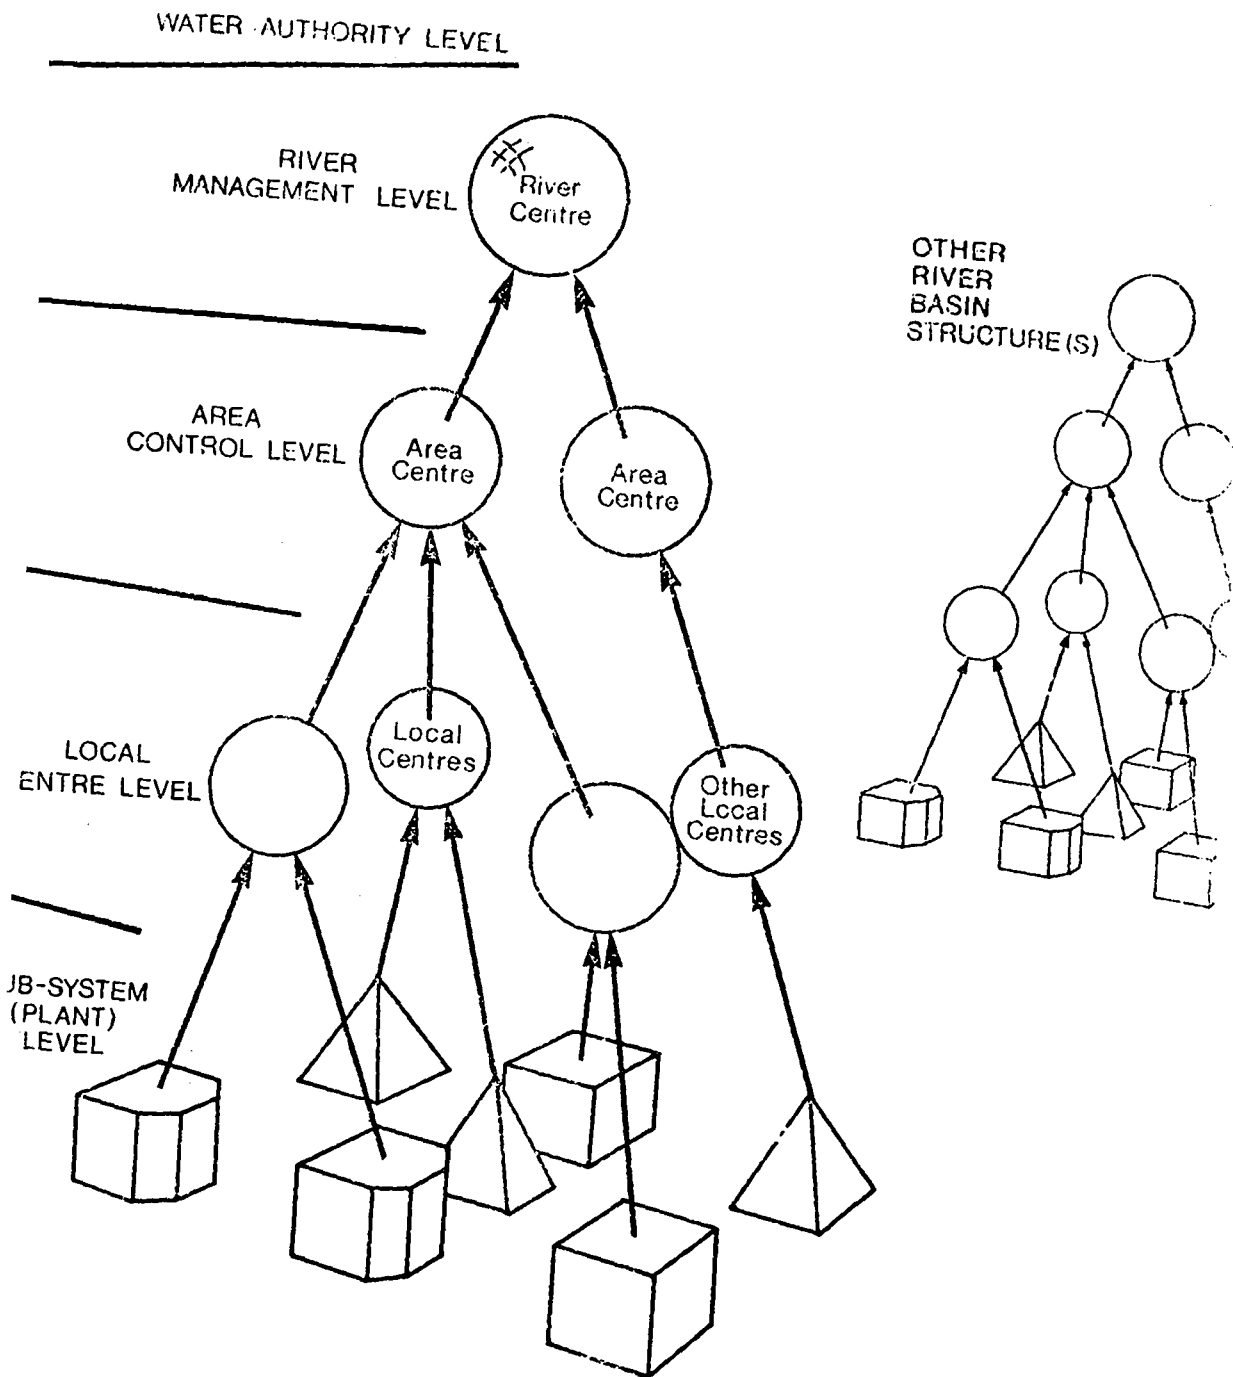 WATER AUTHORITY LEVEL
RIVER
MANAGEMENT LEVEL
River
Centre
OTHER
RIVER
BASIN
STRUCTURE(S)
AREA
CONTROL LEVEL
Area
Centre
Area
Centre
LOCAL
ENTRE LEVEL
Local
Centres
Other
Local
Centres
UB-SYSTEM
(PLANT)
LEVEL